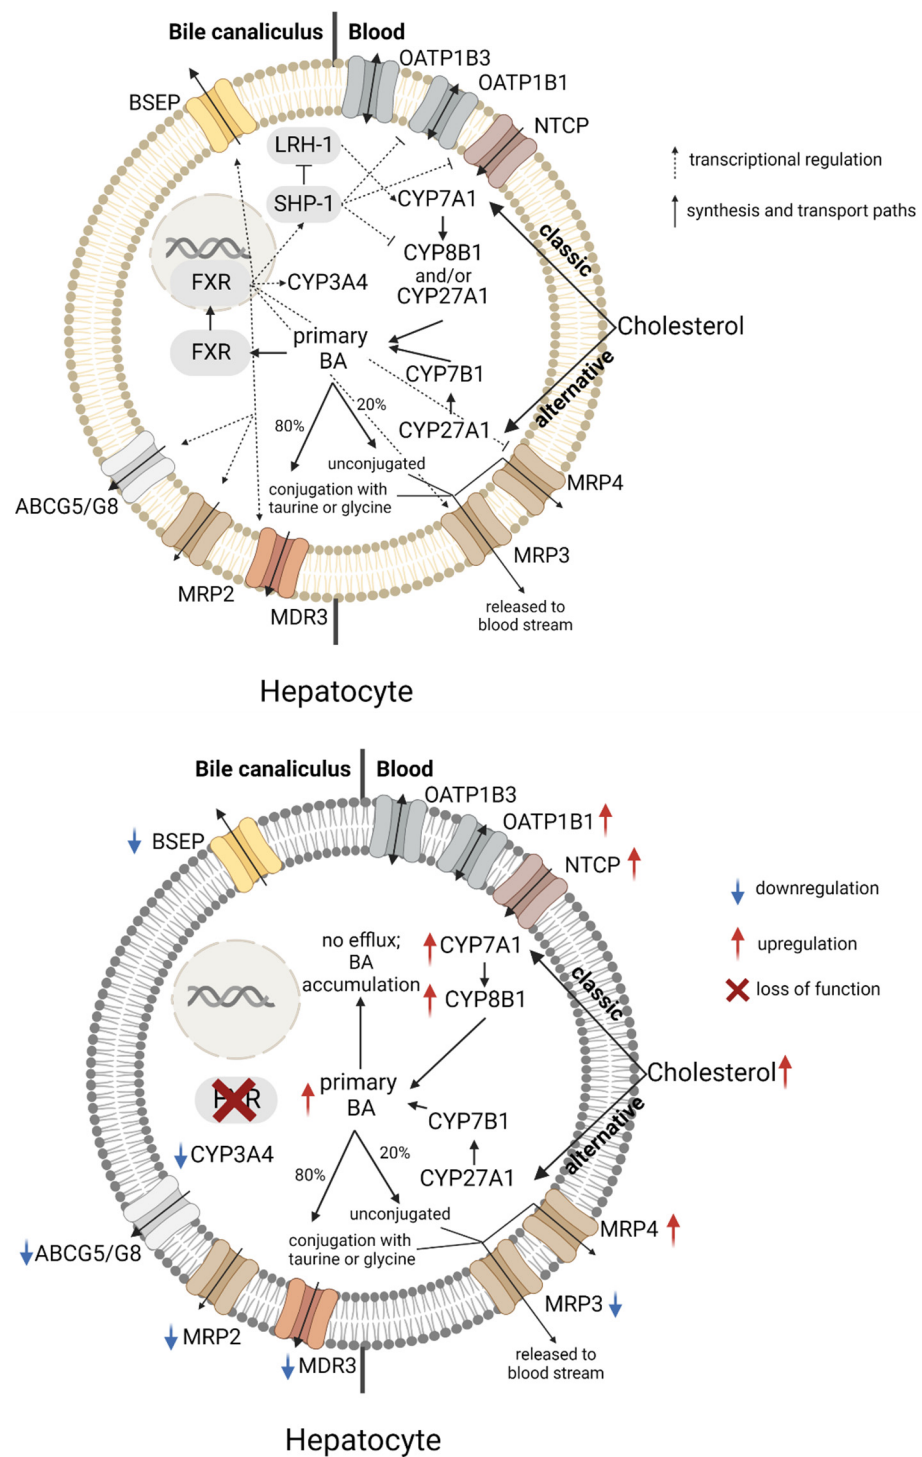 Bile canaliculus
Blood
OATP1B3
OATP1B1
BSEP
NTCP
LRH-1
SHP-1
CYP7A1
transcriptional regulation
synthesis and transport paths
classic
CYP8B1
and/or
CYP27A1
FXR
CYP3A4
Cholesterol
primary
BA
FXR
CYP7B1
alternative
CYP27A1
80%
20%
unconjugated
conjugation with
taurine or glycine
MRP4
ABCG5/G8
MRP3
MRP2
MDR3
released to
blood stream
Hepatocyte
Bile canaliculus
Blood
OATP1B3
OATP1B1
BSEP
NTCP
downregulation
upregulation
loss of function
no efflux;
BA
accumulation
CYP7A1
CYP8B1
classic
Cholesterol
primary
BA
FXR
CYP7B1
alternative
CYP3A4
CYP27A1
80%
20%
unconjugated
conjugation with
taurine or glycine
MRP4
ABCG5/G8
MRP3
MRP2
MDR3
released to
blood stream
Hepatocyte